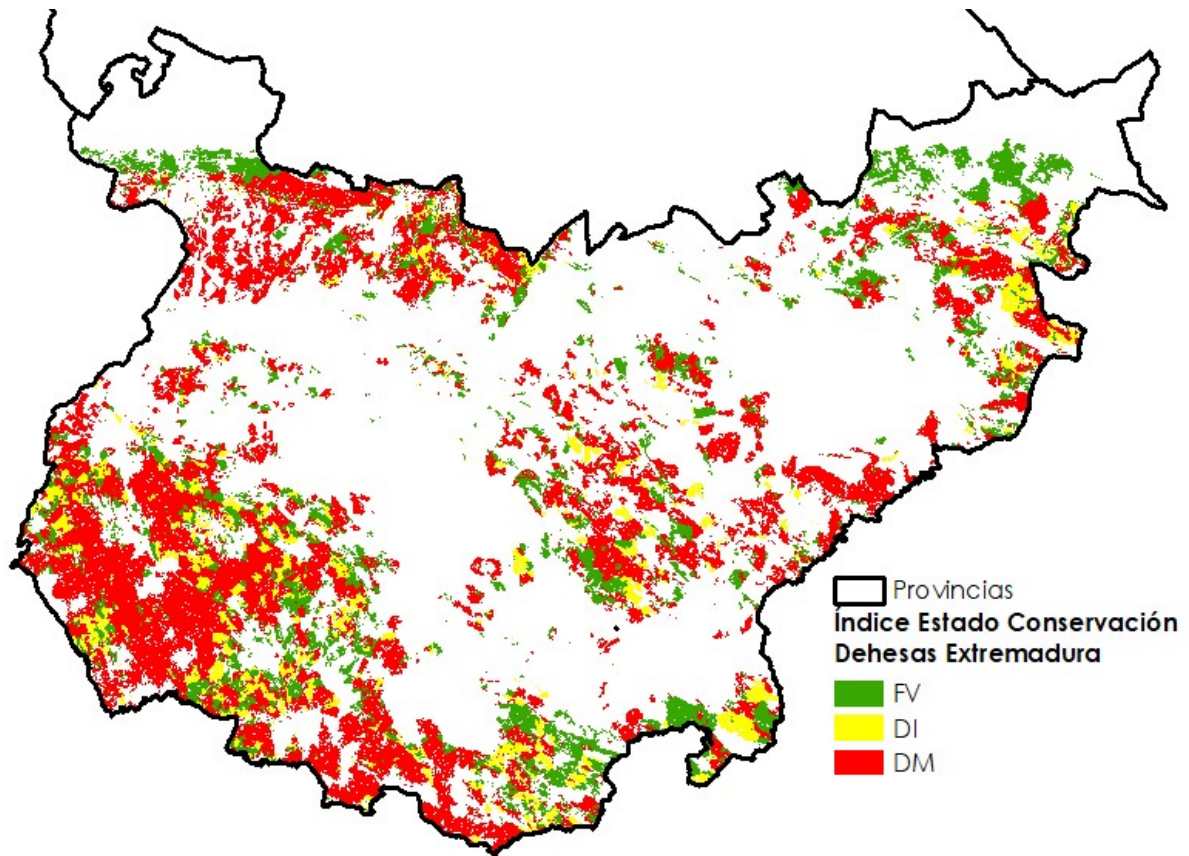 Provincias
Índice Estado Conservación
Dehesas Extremadura
FV
DI
DM